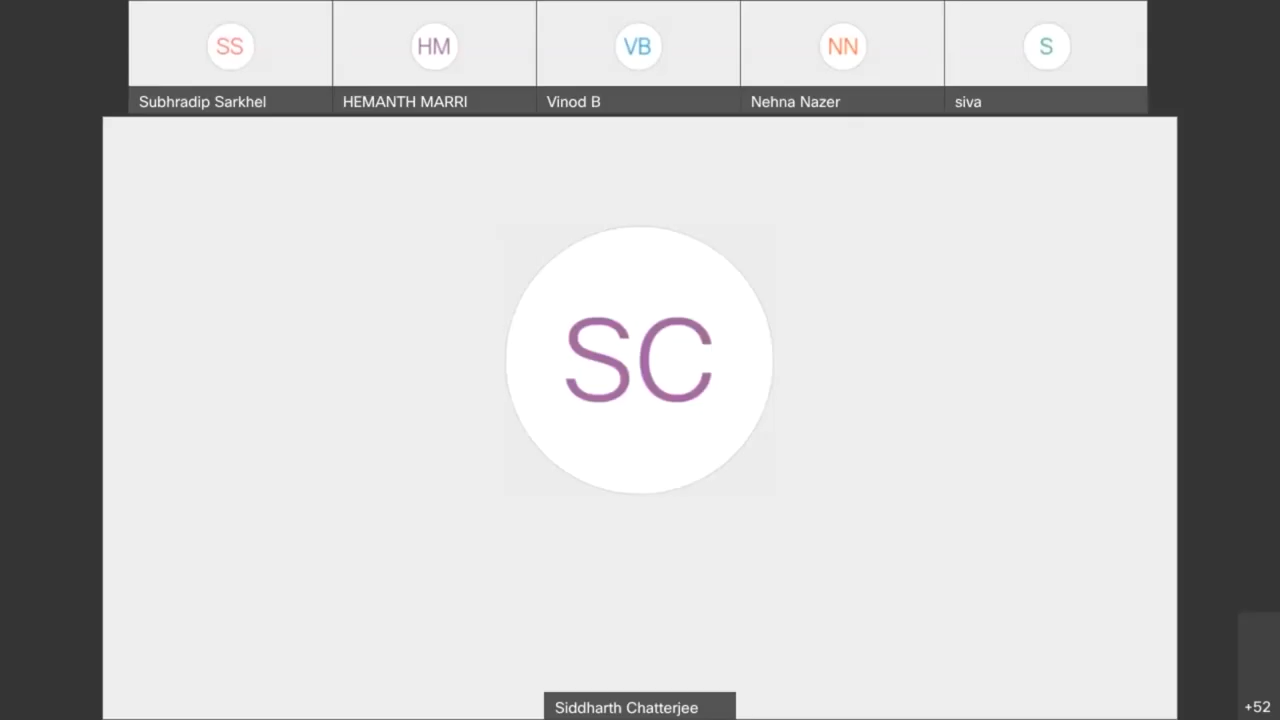 SS
HM
VB
NN
S
Subhradip Sarkhel
HEMANTH MARRI
Vinod B
Nehna Nazer
siva
SC
Siddharth Chatterjee
+52